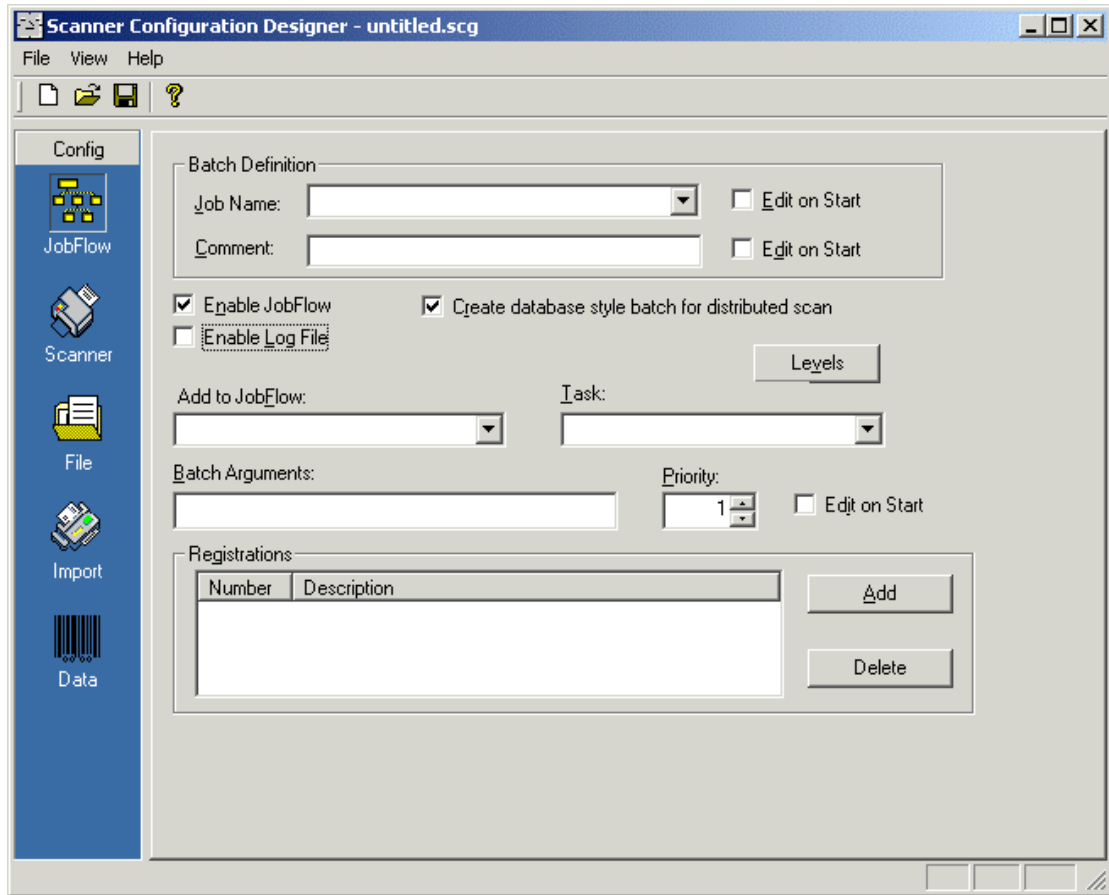 Scanner Configuration Designer - untitled.scg
File View Help
Config
JobFlow
Scanner
File
Import
Data
Batch Definition
Job Name: Edit on Start
Comment: Edit on Start
Enable JobFlow Create database style batch for distributed scan
Enable Log File
Levels
Add to JobFlow: Task:
Batch Arguments: Priority:
1 Edit on Start
Registrations
Number Description
Add
Delete